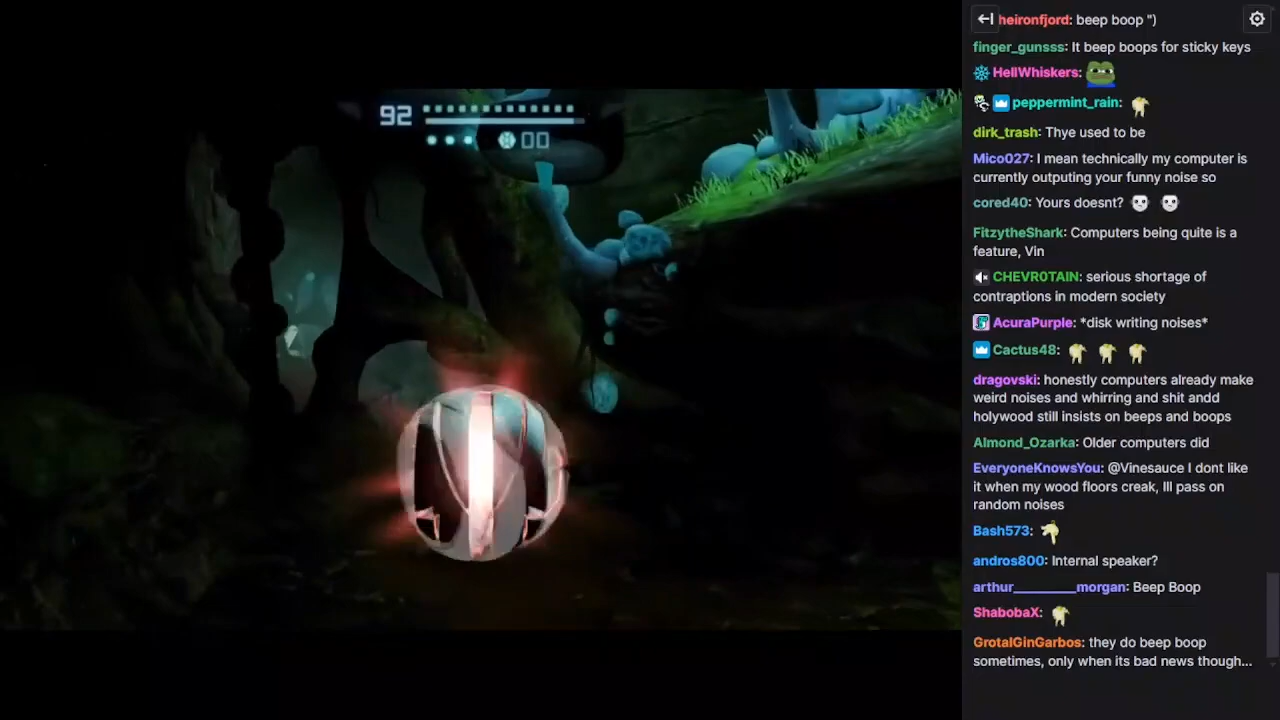 92
00
heironfjord: beep boop ")
finger_gunsss: It beep boops for sticky keys
HellWhiskers:
peppermint_rain:
dirk_trash: Thye used to be
Mico027: I mean technically my computer is
currently outputing your funny noise so
cored40: Yours doesnt?
FitzytheShark: Computers being quite is a
feature, Vin
CHEVR0TAIN: serious shortage of
contraptions in modern society
AcuraPurple: *disk writing noises*
Cactus48:
dragovski: honestly computers already make
weird noises and whirring and shit andd
holywood still insists on beeps and boops
Almond_Ozarka: Older computers did
EveryoneKnowsYou: @Vinesauce I dont like
it when my wood floors creak, Ill pass on
random noises
Bash573:
andros800: Internal speaker?
arthur________morgan: Beep Boop
ShabobaX:
GrotalGinGarbos: they do beep boop
sometimes, only when its bad news though...